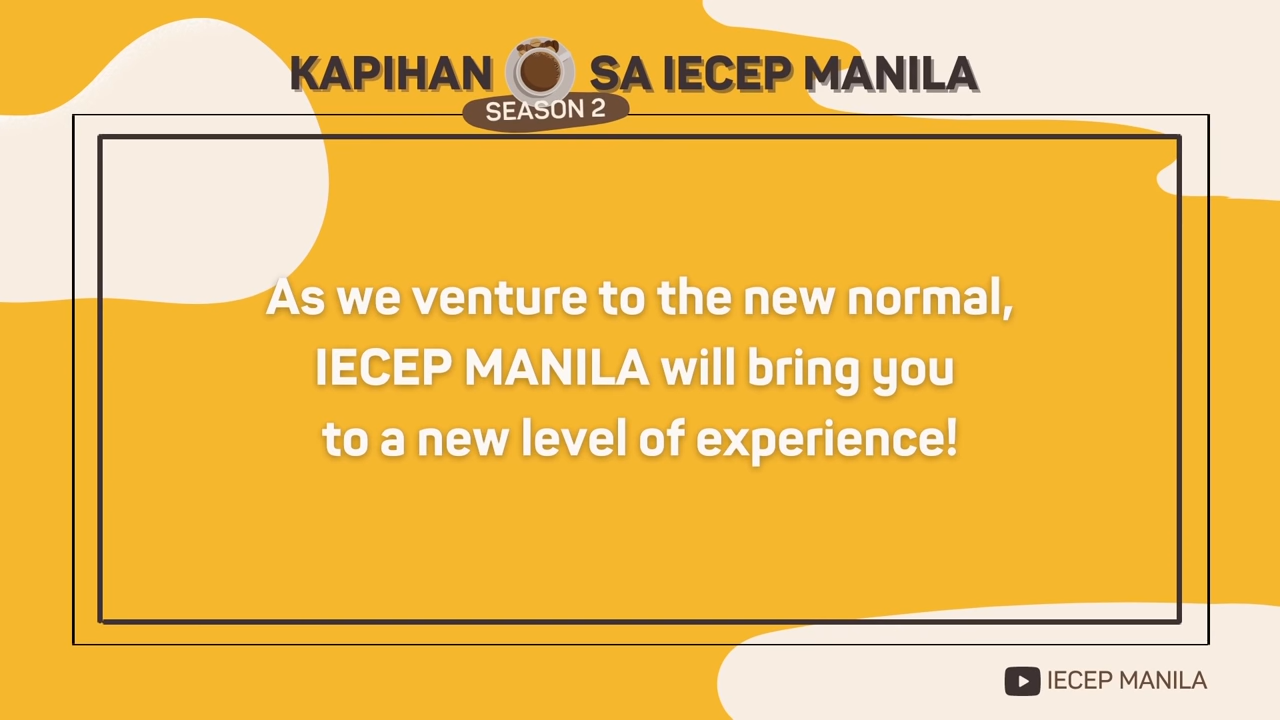 KAPIHAN SA IECEP MANILA
SEASON 2
As we venture to the new normal,
IECEP MANILA will bring you
to a new level of experience!
IECEP MANILA